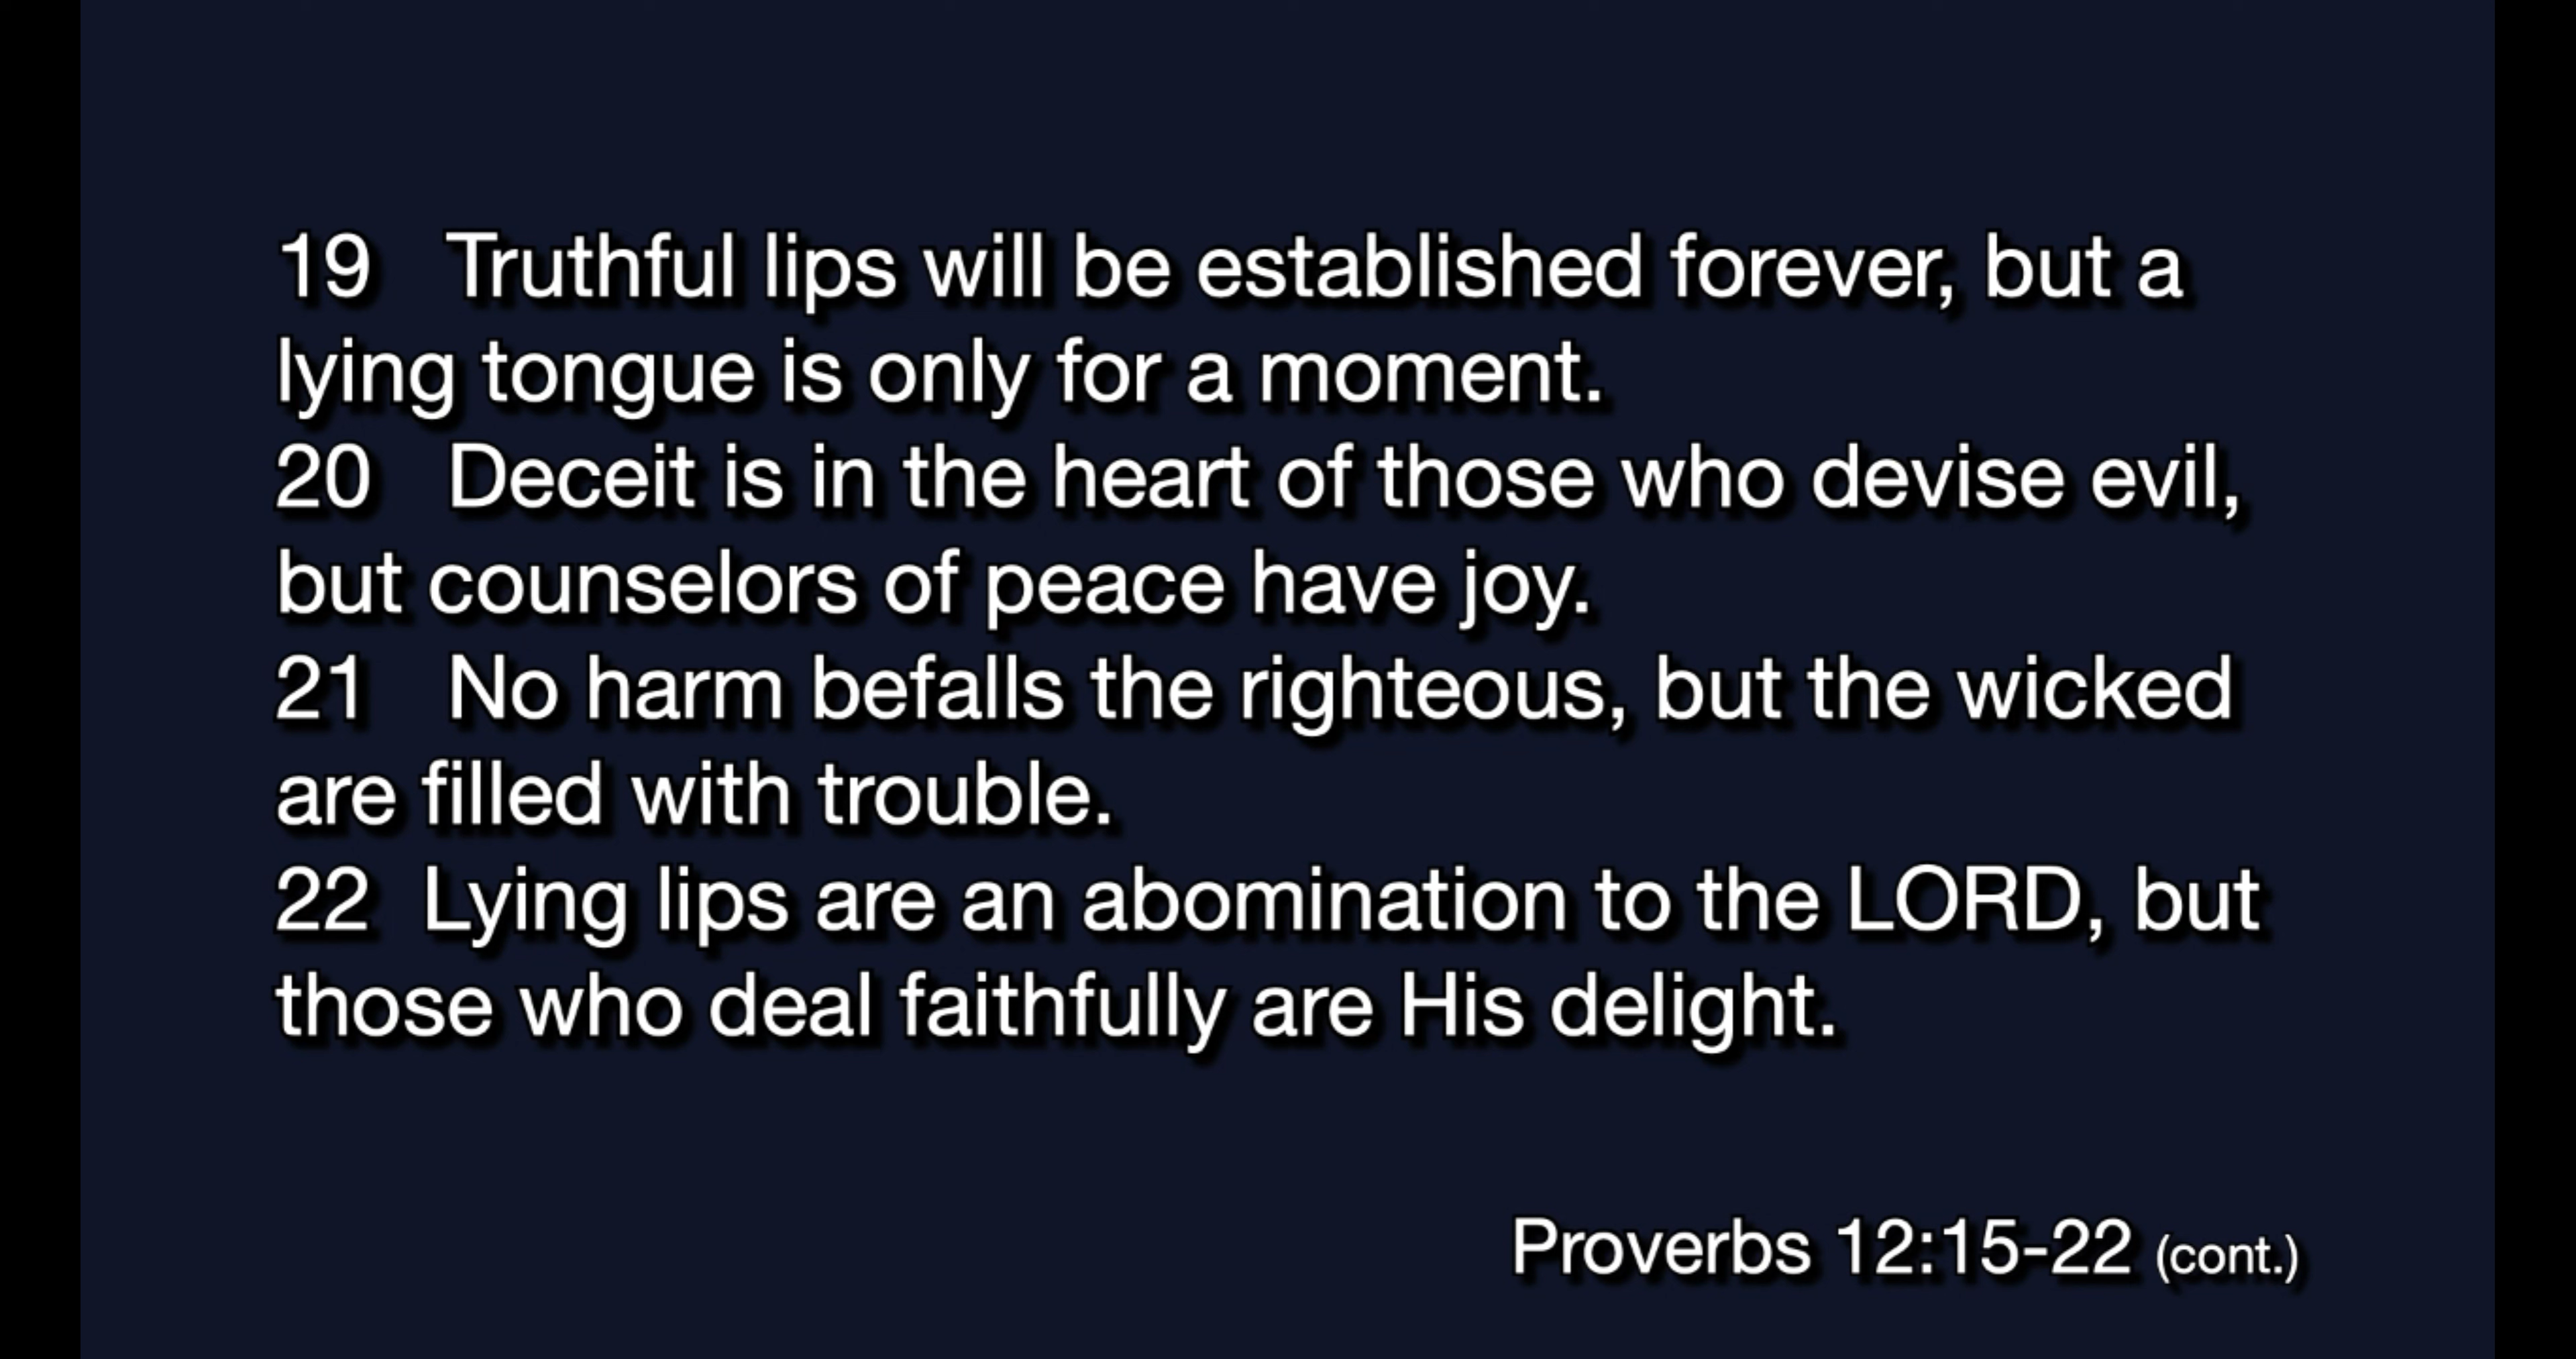 19 Truthful lips will be established forever, but a
lying tongue is only for a moment.
20 Deceit is in the heart of those who devise evil,
but counselors of peace have joy.
21 No harm befalls the righteous, but the wicked
are filled with trouble.
22 Lying lips are an abomination to the LORD, but
those who deal faithfully are His delight.
Proverbs 12:15-22 (cont.)